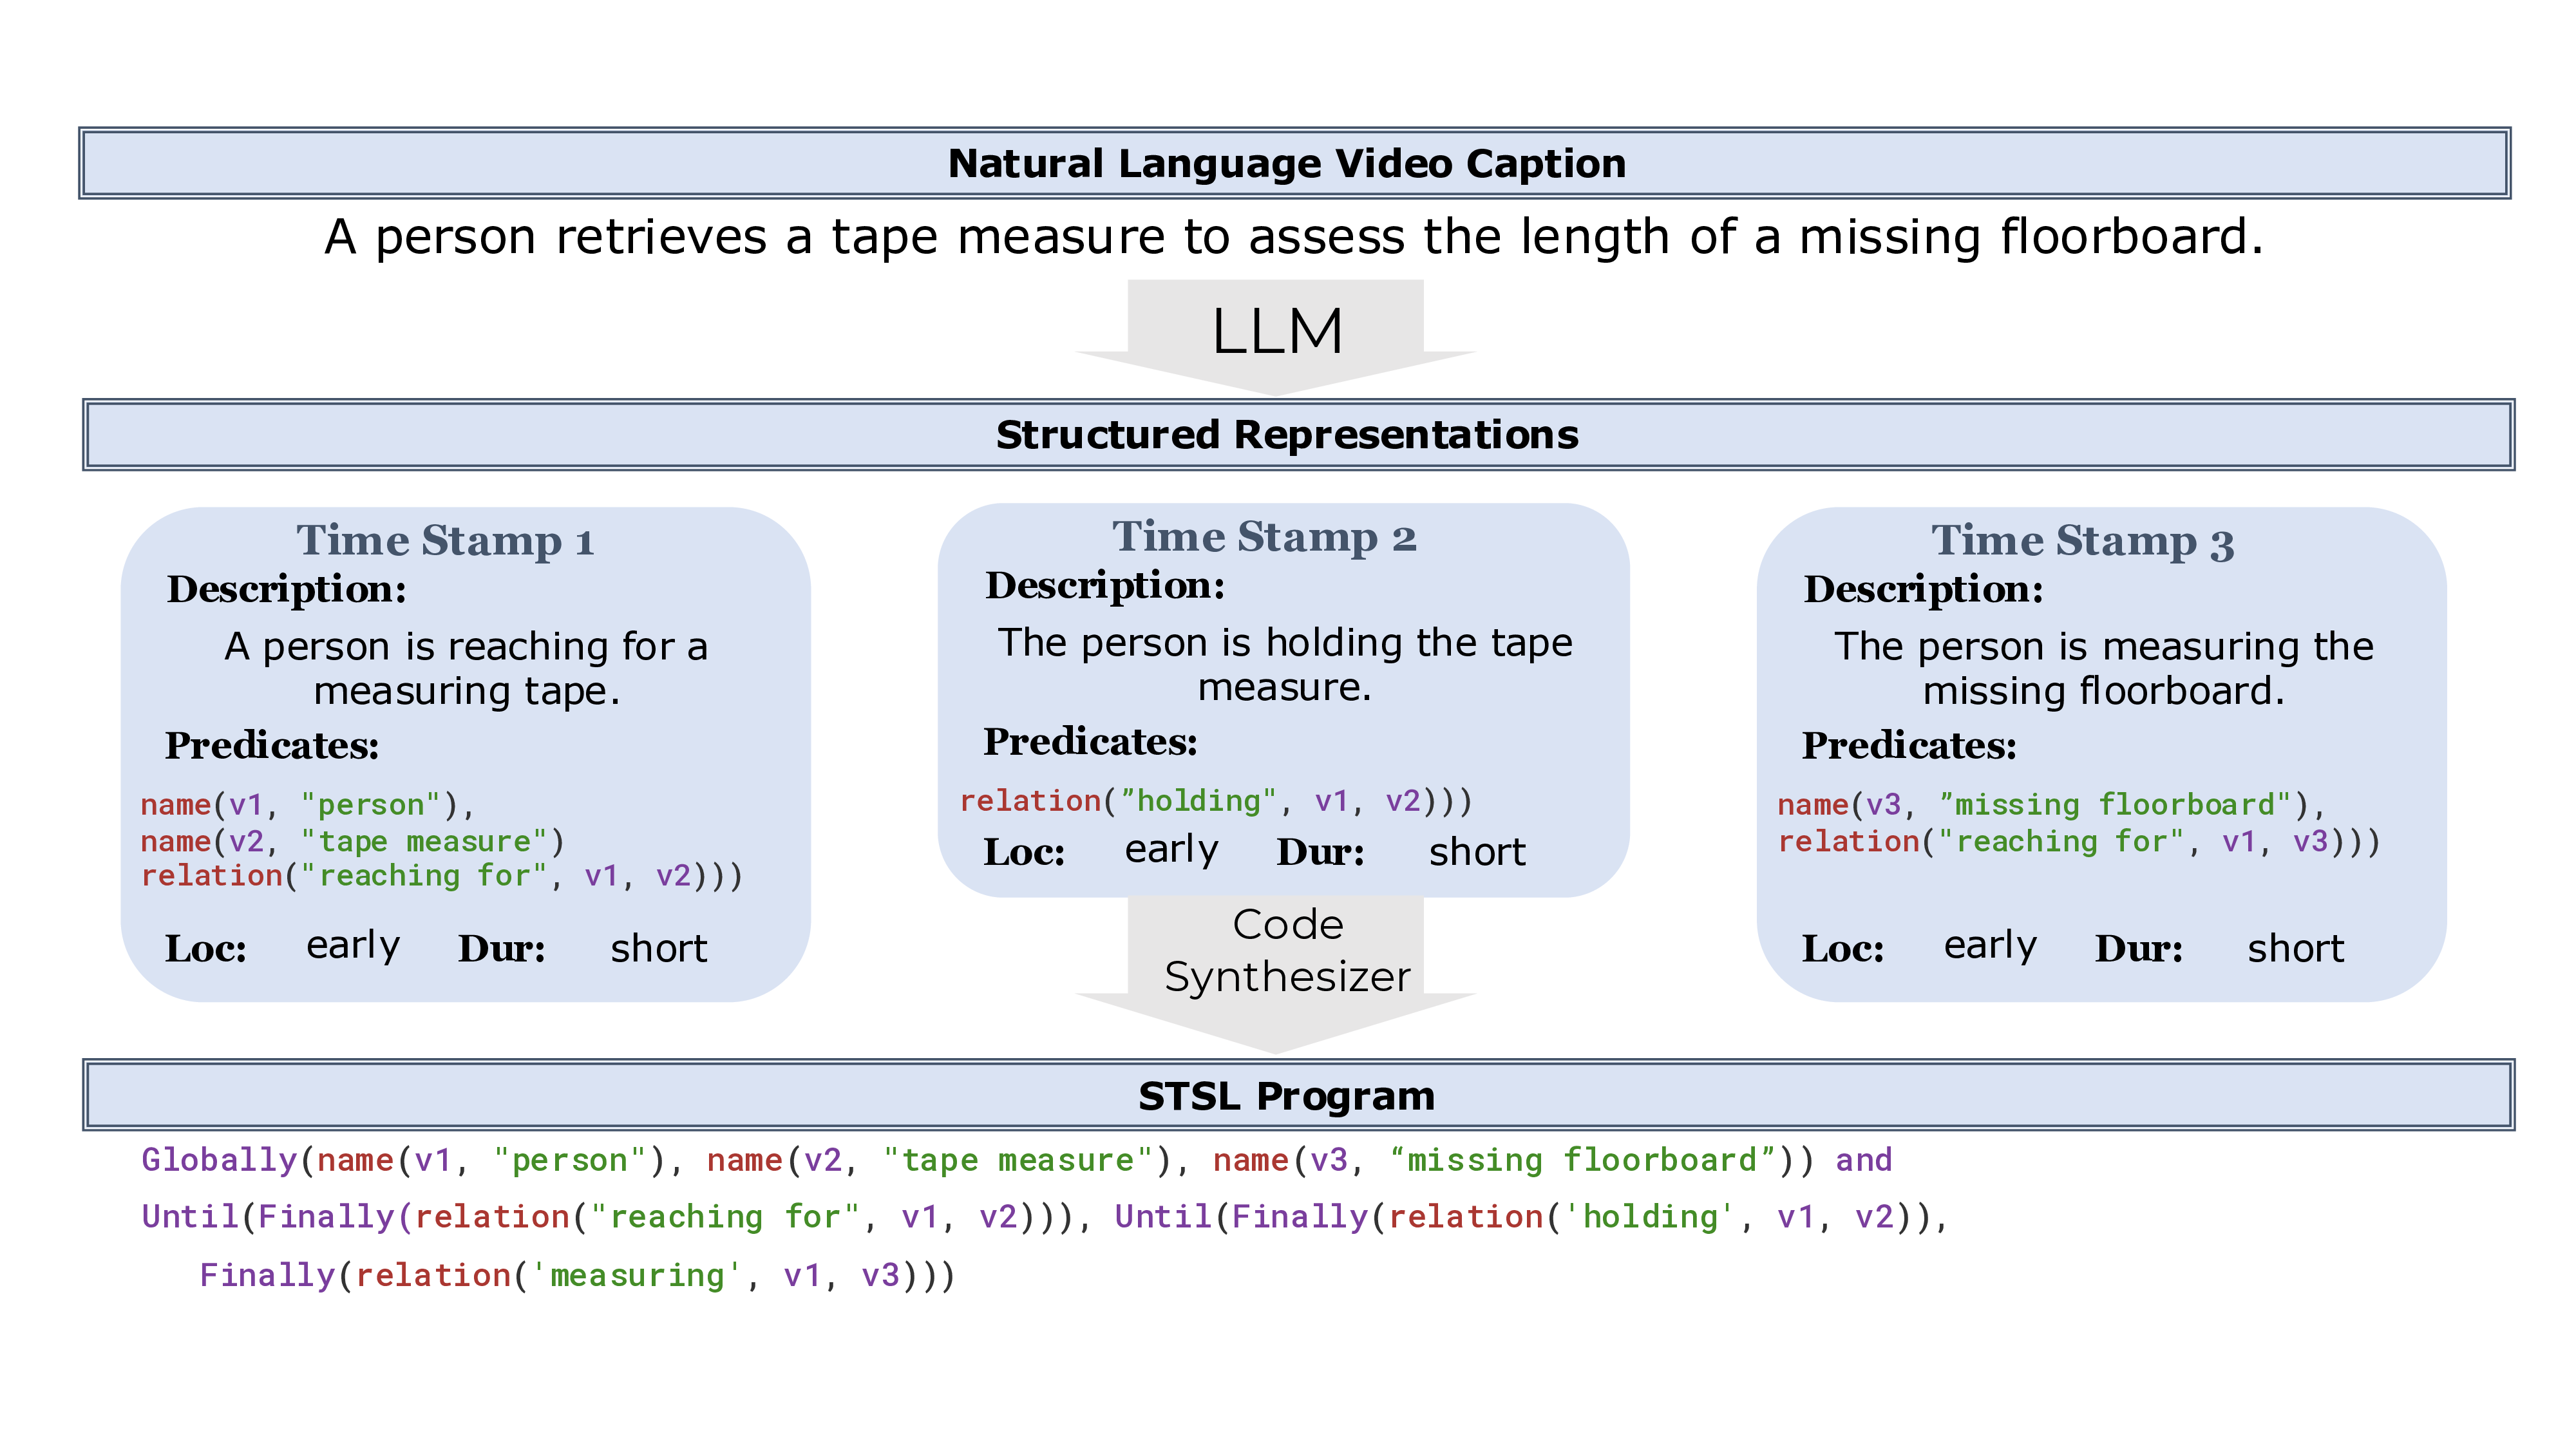 Natural Language Video Caption
A person retrieves a tape measure to assess the length of a missing floorboard.
LLM
Structured Representations
Time Stamp 1
Description:
A person is reaching for a
measuring tape.
Predicates:
name(v1, "person"),
name(v2, "tape measure")
relation("reaching for", v1, v2)))
Loc: early Dur: short
Time Stamp 2
Description:
The person is holding the tape
measure.
Predicates:
relation(”holding", v1, v2)))
Loc: early Dur: short
Time Stamp 3
Description:
The person is measuring the
missing floorboard.
Predicates:
name(v3, ”missing floorboard"),
relation("reaching for", v1, v3)))
Loc: early Dur: short
Code
Synthesizer
STSL Program
Globally(name(v1, "person"), name(v2, "tape measure"), name(v3, “missing floorboard”)) and
Until(Finally(relation("reaching for", v1, v2))), Until(Finally(relation('holding', v1, v2)),
Finally(relation('measuring', v1, v3)))